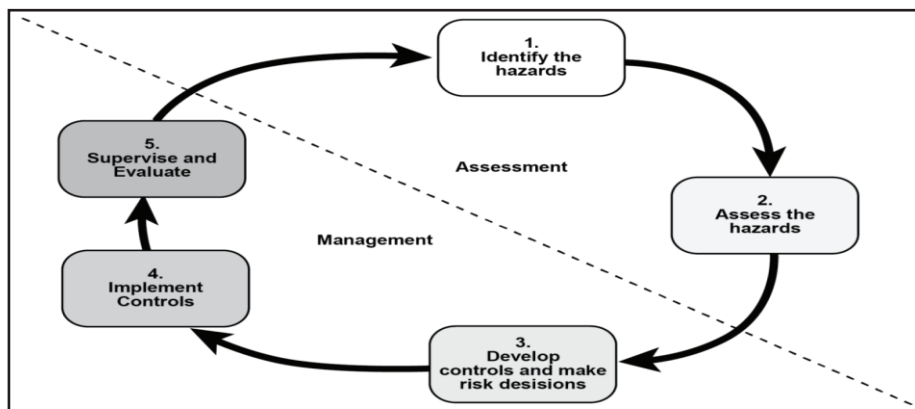 1.
Identify the
hazards
5.
Supervise and
Evaluate
Assessment
2.
Assess the
hazards
Management
4.
Implement
Controls
3.
Develop
controls and make
risk desisions